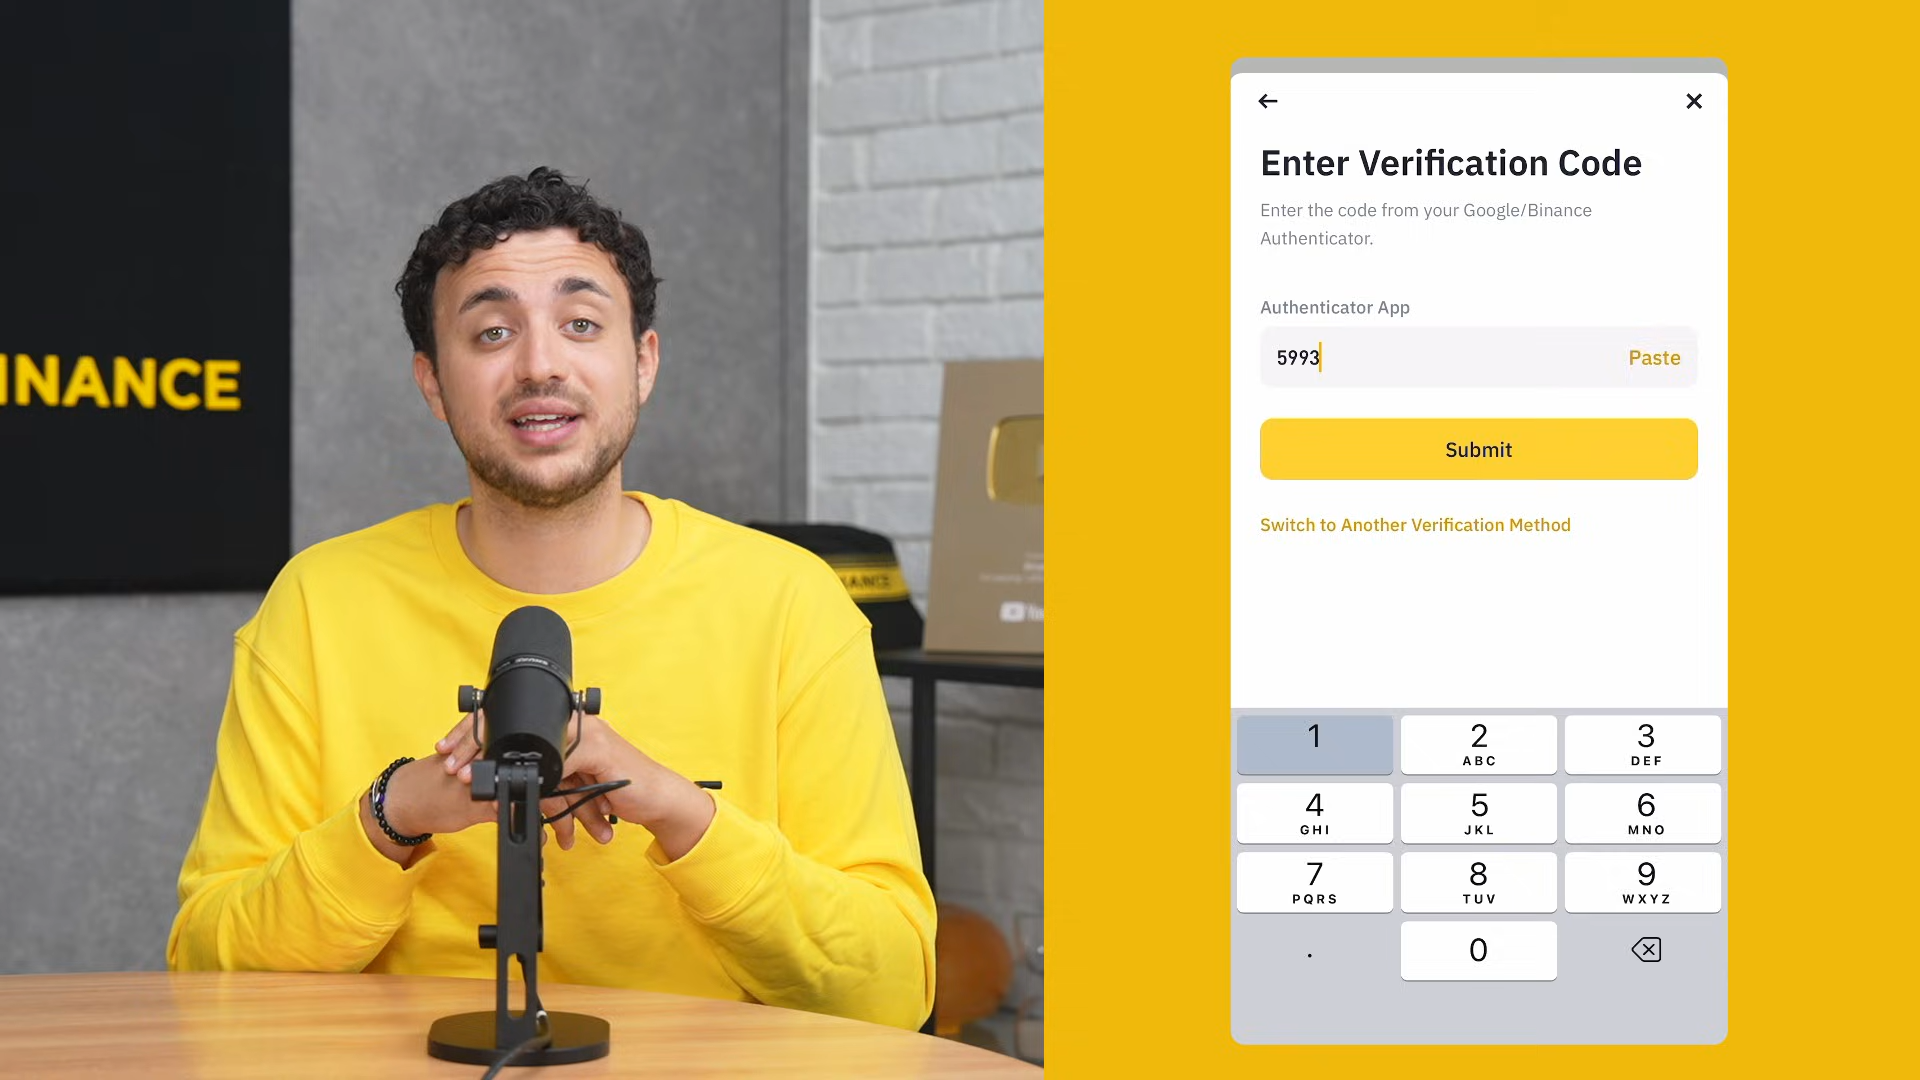 INANCE
Enter Verification Code
Enter the code from your Google/Binance
Authenticator.
Authenticator App
5993
Paste
Submit
Switch to Another Verification Method
1
2
ABC
3
DEF
4
GHI
5
JKL
6
MNO
7
PQRS
8
TUV
9
WXYZ
.
0